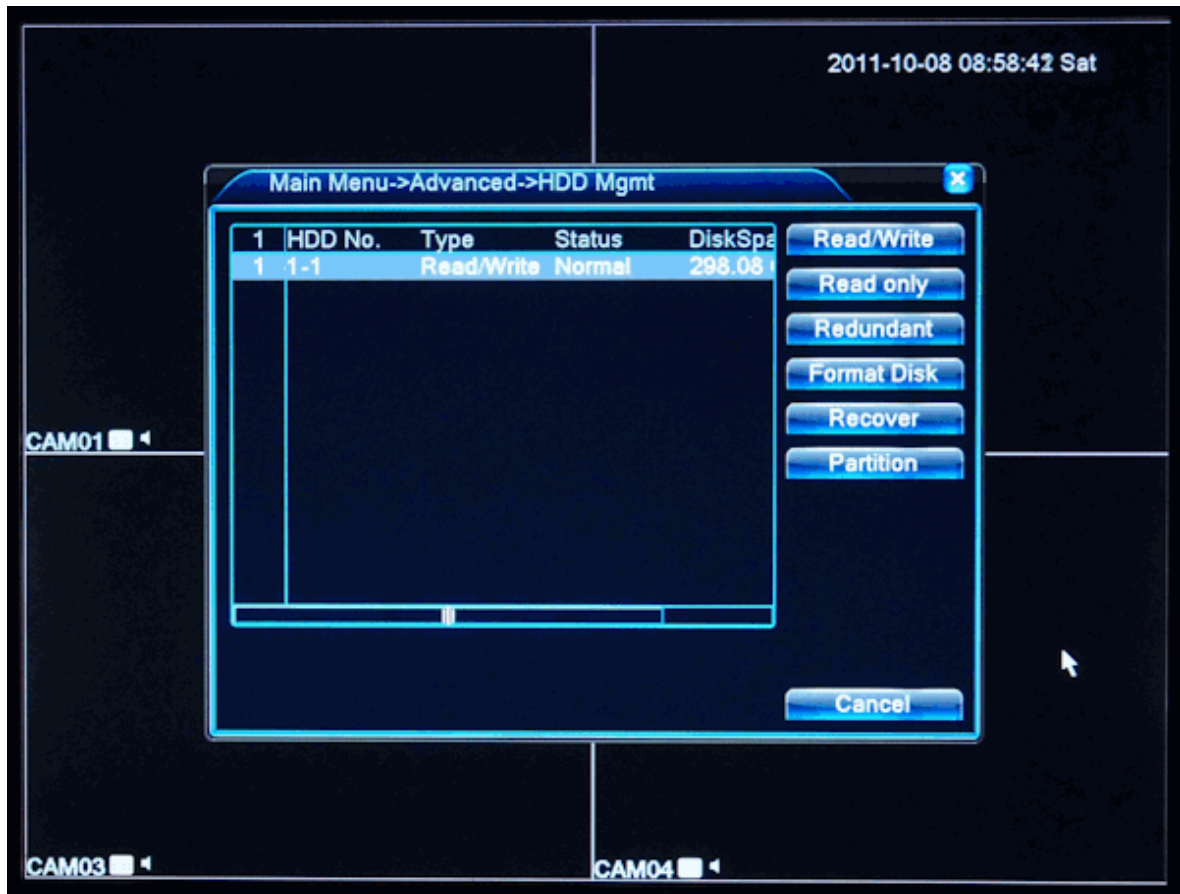 2011-10-08 08:58:42 Sat
Main Menu->Advanced->HDD Mgmt
1 HDD No. Type Status DiskSpa
1 1-1 Read/Write Normal 298.08
Read/Write
Read only
Redundant
Format Disk
Recover
Partition
CAM01
Cancel
CAM03
CAM04